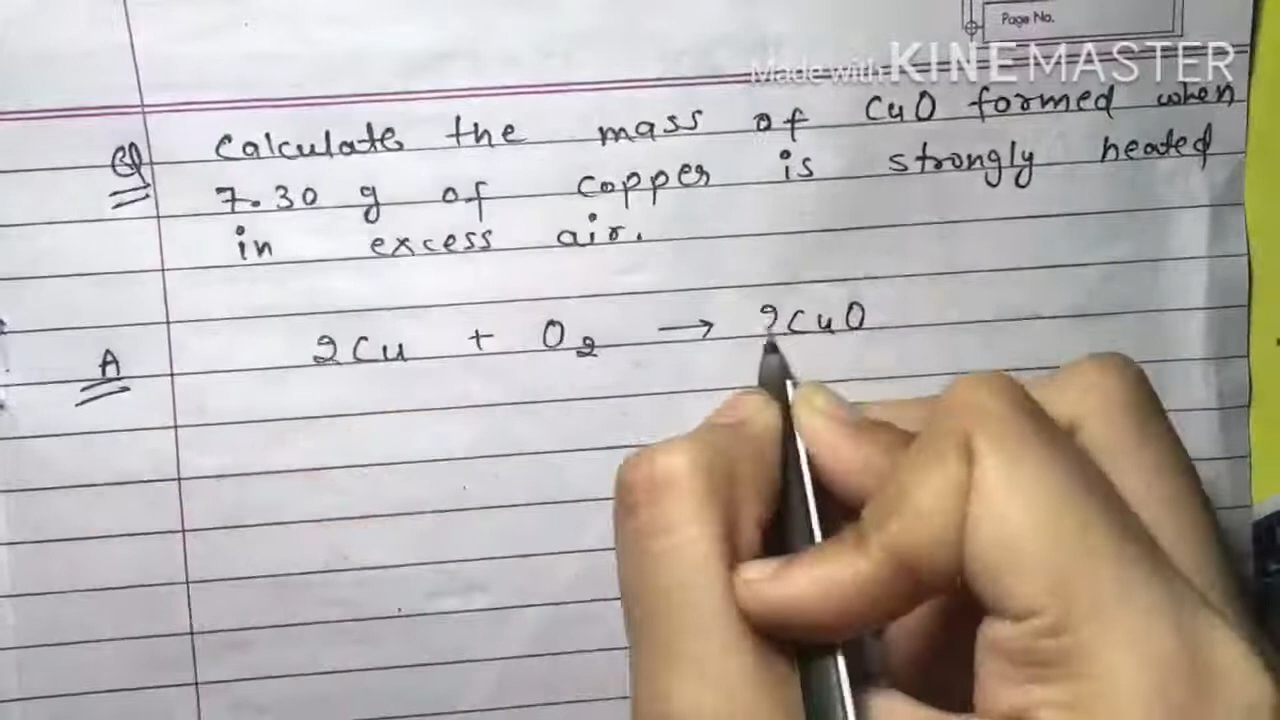 Page No.
Made with KINEMASTER
Q Calculate the mass of CuO formed when
7.30 g of copper is strongly heated
in excess air.
A 2Cu + O2 → 2CuO